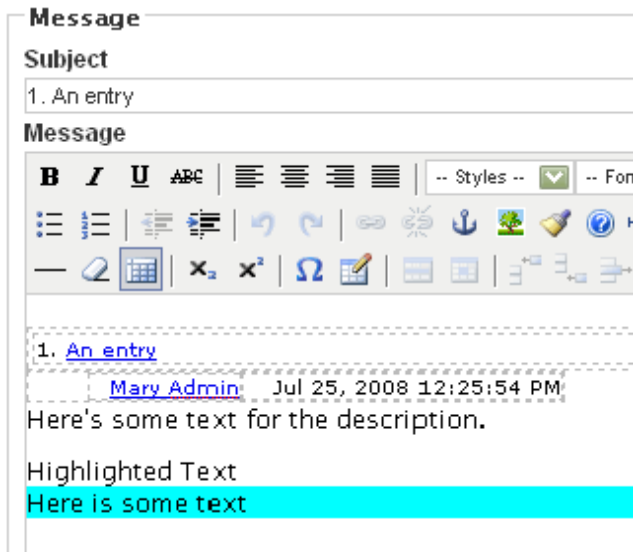 Message
Subject
1. An entry
Message
B I U ABC -- Styles --
1. An entry
Mary Admin Jul 25, 2008 12:25:54 PM
Here's some text for the description.
Highlighted Text
Here is some text